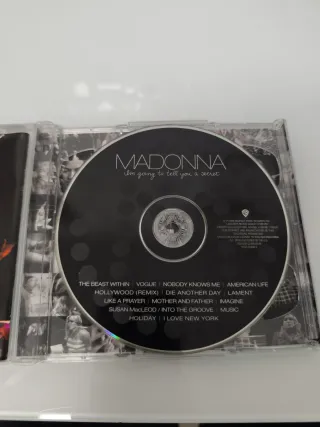 MADONNA
i'm going to tell you a secret
THE BEAST WITHIN | VOGUE | NOBODY KNOWS ME | AMERICAN LIFE
HOLLYWOOD (REMIX) | DIE ANOTHER DAY | LAMENT
LIKE A PRAYER | MOTHER AND FATHER | IMAGINE
SUSAN MacLEOD / INTO THE GROOVE | MUSIC
HOLIDAY | I LOVE NEW YORK